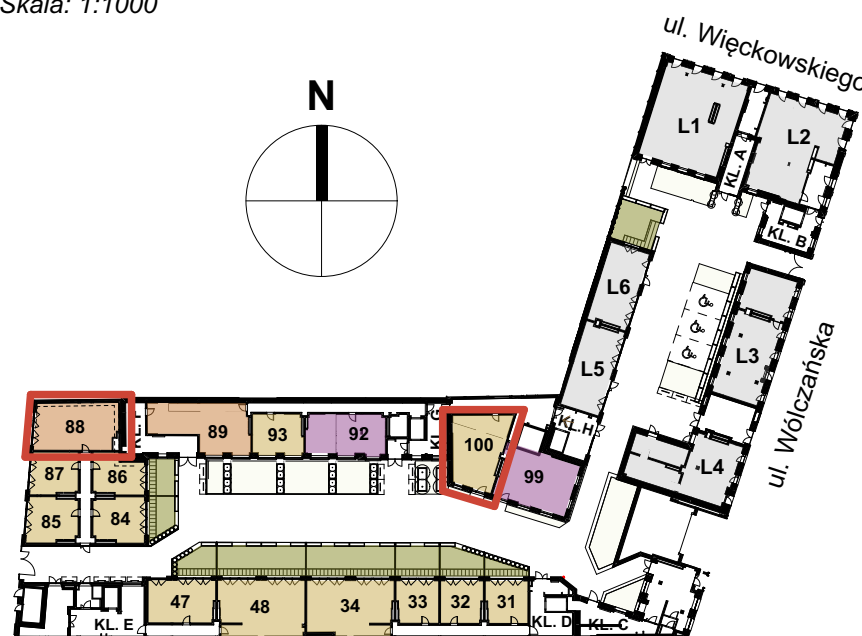 Skala: 1:1000
ul. Więckowskiego
N
L1
L2
KL. A
KL. B
L6
L3
L5
ul. Wólczańska
88
89
93
92
KL. G
KL.H
100
99
L4
87
86
85
84
47
48
34
33
32
31
KL. E
KL. D
KL. C